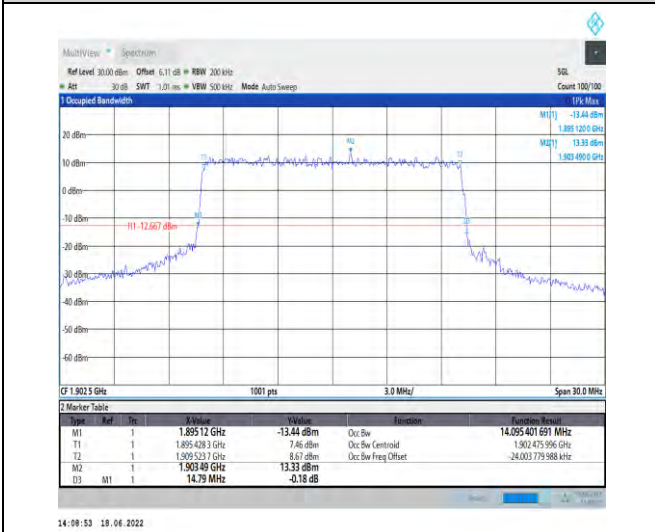 MultiView Spectrum
Ref Level 30.00 dBm Offset 6.11 dB RBW 200 kHz SGL
Att 30 dB SWT 1.01 ms VBW 500 kHz Mode Auto Sweep Count 100/100
1 Occupied Bandwidth 1Pk Max
M1[1] -13.44 dBm
1.895 120 0 GHz
M2[1] 13.33 dBm
1.903 490 0 GHz
20 dBm
M2
T1 T2
10 dBm
0 dBm
-10 dBm
M1 D3
H1 -12.667 dBm
-20 dBm
-30 dBm
-40 dBm
-50 dBm
-60 dBm
CF 1.902 5 GHz 1001 pts 3.0 MHz/ Span 30.0 MHz
2 Marker Table
Type Ref Trc X-Value Y-Value Function Function Result
M1 1 1.895 12 GHz -13.44 dBm Occ Bw 14.095 401 691 MHz
T1 1 1.895 428 3 GHz 7.46 dBm Occ Bw Centroid 1.902 475 996 GHz
T2 1 1.909 523 7 GHz 8.67 dBm Occ Bw Freq Offset -24.003 779 988 kHz
M2 1 1.903 49 GHz 13.33 dBm
D3 M1 1 14.79 MHz -0.18 dB
14:08:53 18.06.2022